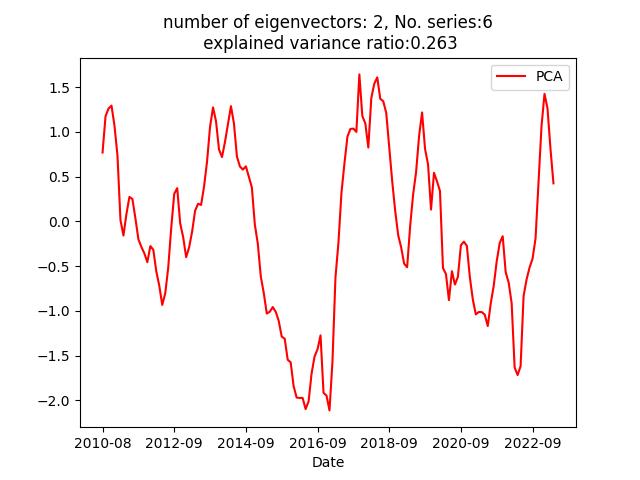 number of eigenvectors: 2, No. series:6
explained variance ratio:0.263
PCA
1.5
1.0
0.5
0.0
−0.5
−1.0
−1.5
−2.0
2010-08 2012-09 2014-09 2016-09 2018-09 2020-09 2022-09
Date